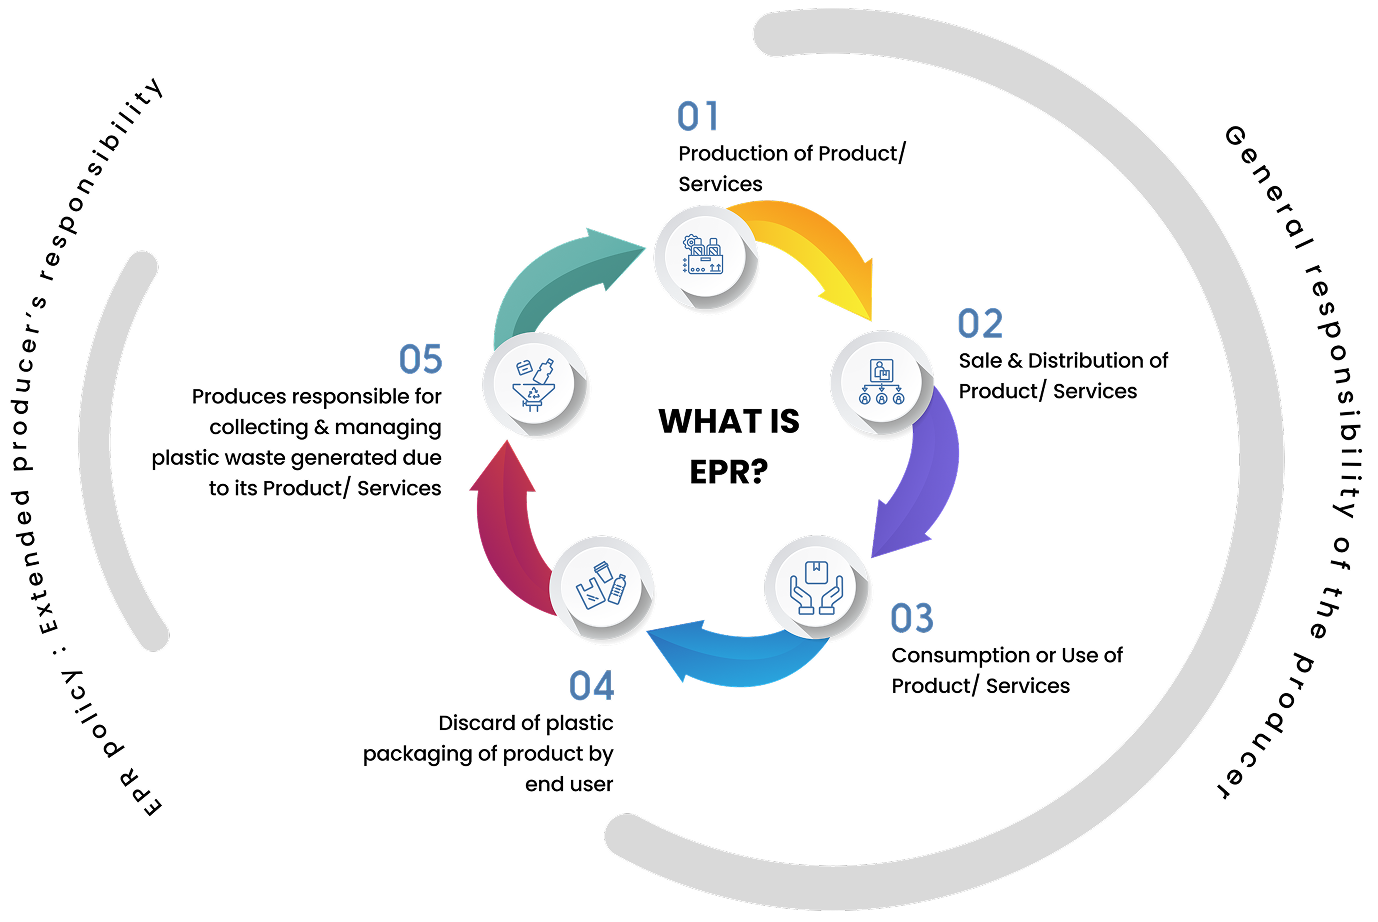 WHAT IS
EPR?
01
Production of Product/
Services
02
Sale & Distribution of
Product/ Services
03
Consumption or Use of
Product/ Services
04
Discard of plastic
packaging of product by
end user
05
Produces responsible for
collecting & managing
plastic waste generated due
to its Product/ Services
General responsibility of the producer
EPR policy : Extended producer's responsibility